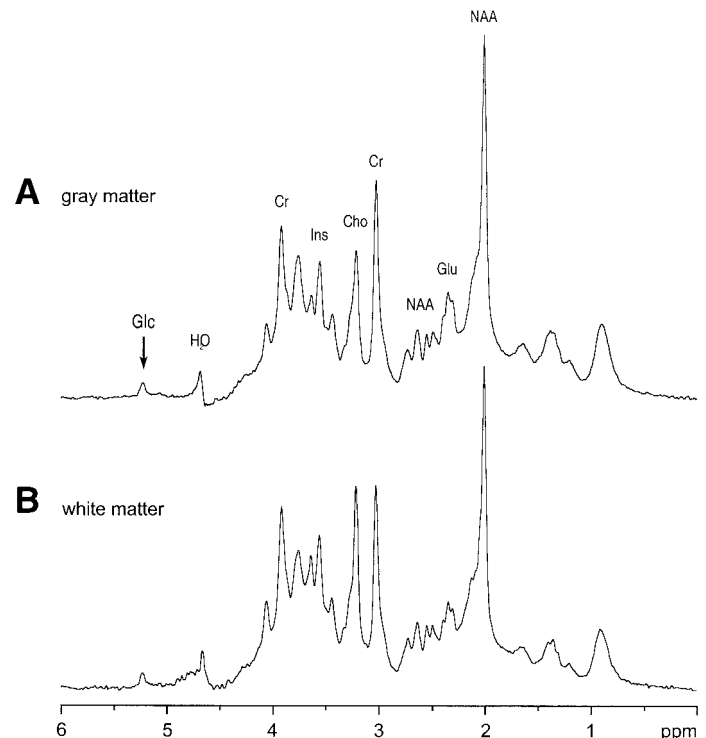 NAA
A gray matter
Cr
Cr
Ins
Cho
Glu
NAA
Glc
H2O
B white matter
6 5 4 3 2 1 ppm